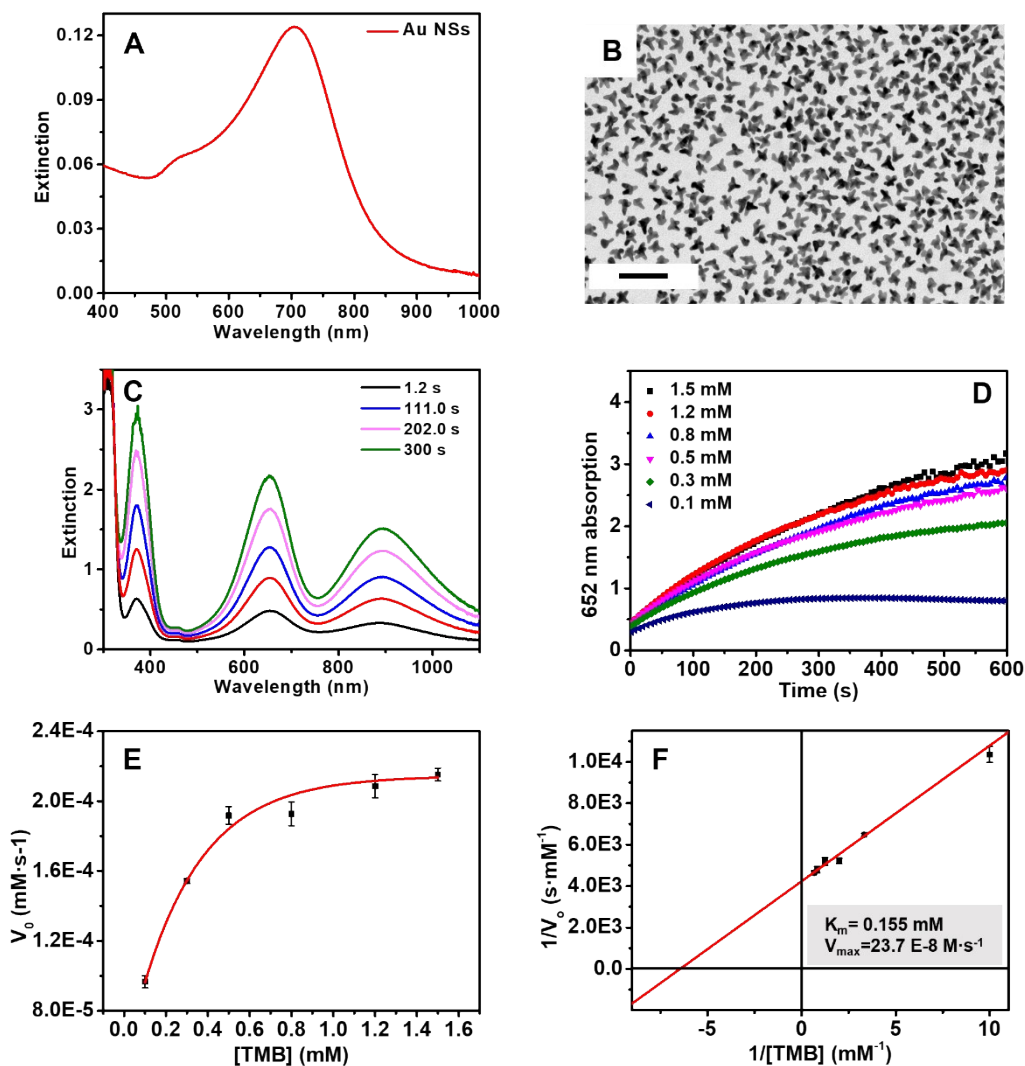 A
Au NSs
0.12
0.09
0.06
0.03
0.00
Extinction
400 500 600 700 800 900 1000
Wavelength (nm)
B
C
1.2 s
111.0 s
202.0 s
300 s
3
2
1
0
Extinction
400 600 800 1000
Wavelength (nm)
D
1.5 mM
1.2 mM
0.8 mM
0.5 mM
0.3 mM
0.1 mM
4
3
2
1
0
652 nm absorption
0 100 200 300 400 500 600
Time (s)
E
2.4E-4
2.0E-4
1.6E-4
1.2E-4
8.0E-5
V0 (mM·s-1)
0.0 0.2 0.4 0.6 0.8 1.0 1.2 1.4 1.6
[TMB] (mM)
F
1.0E4
8.0E3
6.0E3
4.0E3
2.0E3
0.0
1/Vo (s·mM-1)
Km= 0.155 mM
Vmax=23.7 E-8 M·s-1
-5 0 5 10
1/[TMB] (mM-1)